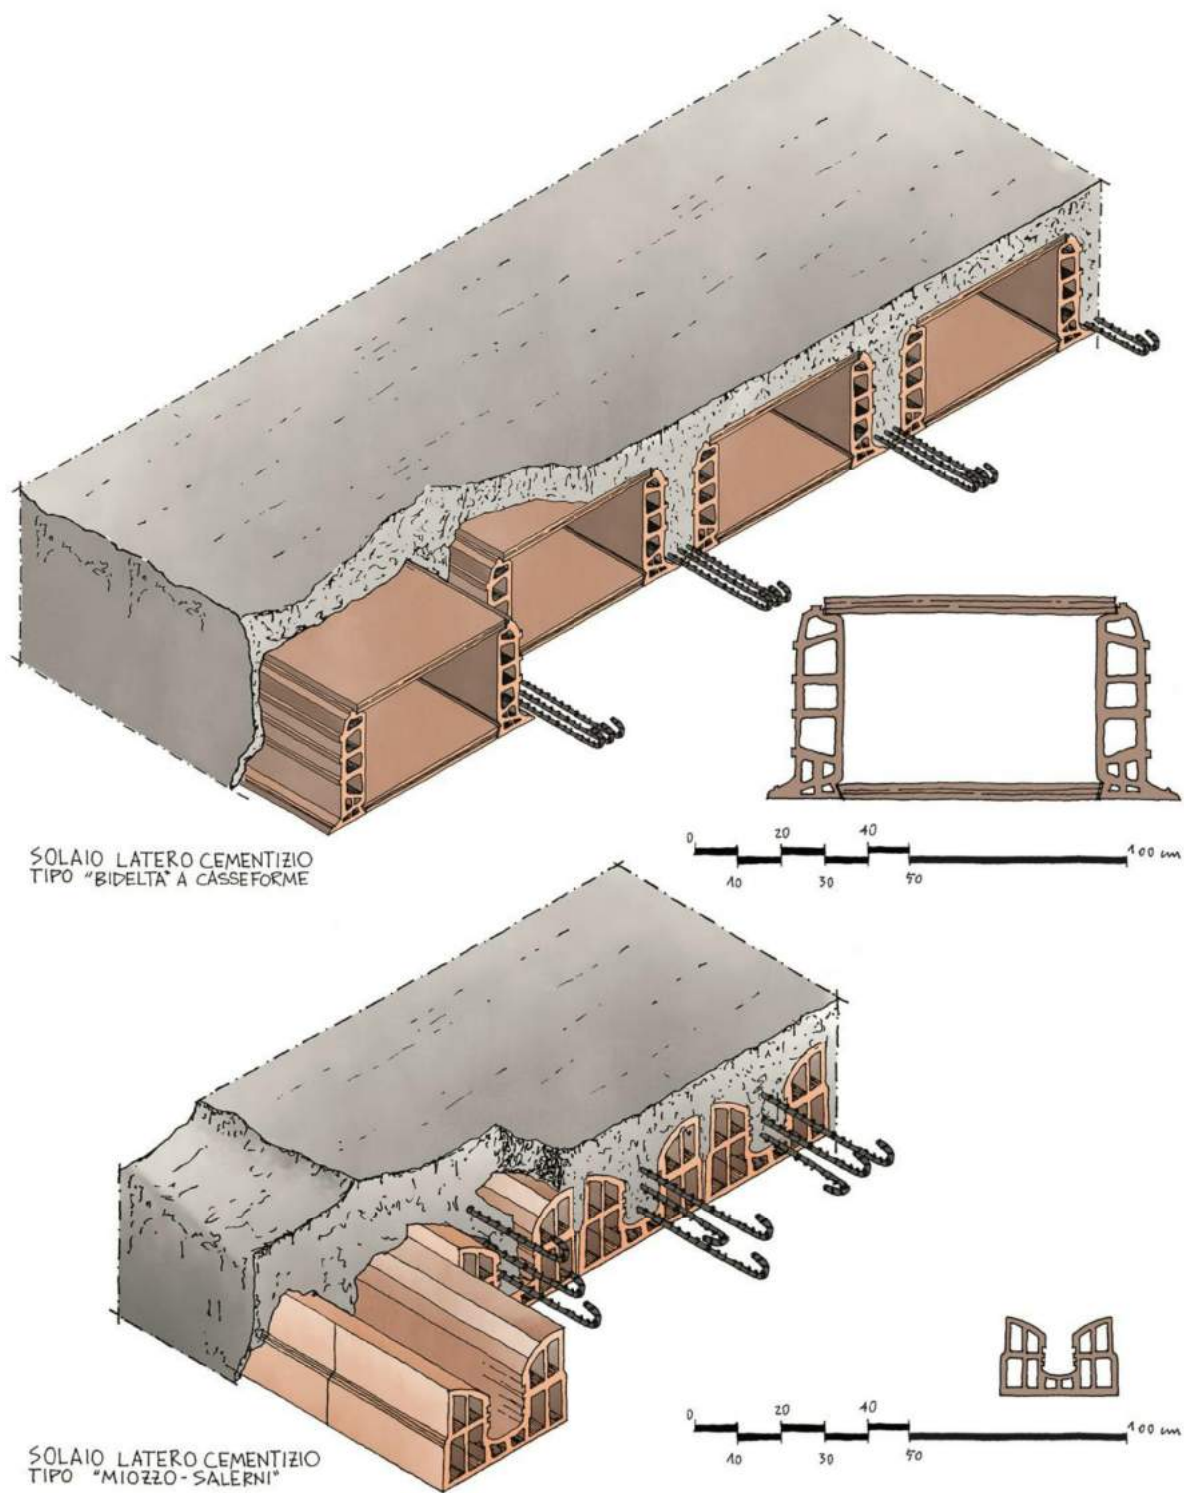 SOLAIO LATERO CEMENTIZIO
TIPO "BIDELTA" A CASSEFORME
0 20 40 100 cm
10 30 50
SOLAIO LATERO CEMENTIZIO
TIPO "MIOZZO-SALERNI"
0 20 40 100 cm
10 30 50